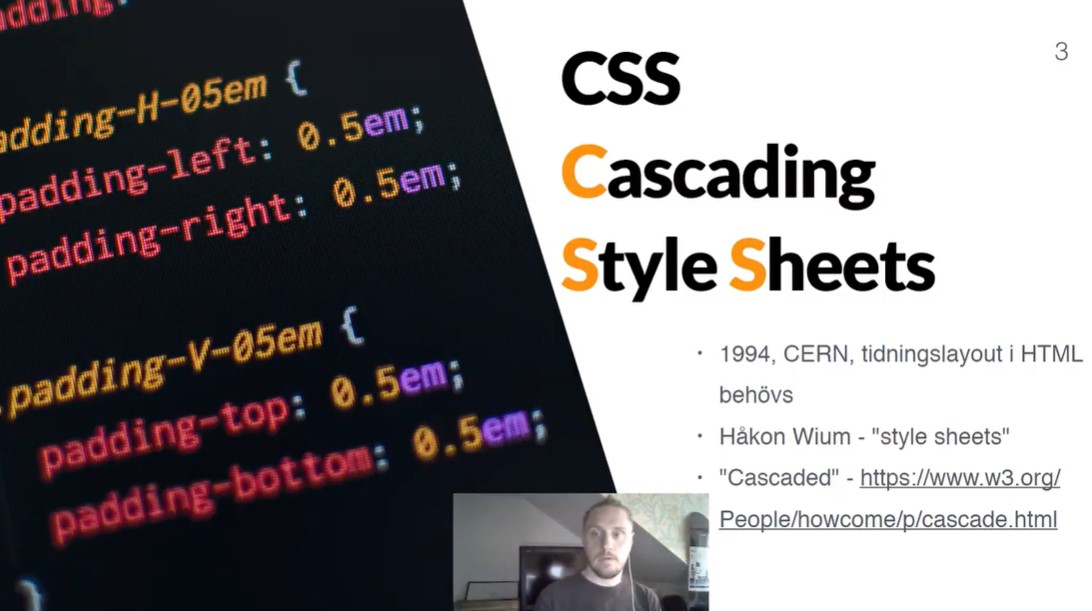 adding:
adding-H-05em {
padding-left: 0.5em;
padding-right: 0.5em;
}
.padding-V-05em {
padding-top: 0.5em;
padding-bottom: 0.5em;
3
CSS
Cascading
Style Sheets
• 1994, CERN, tidningslayout i HTML
behövs
• Håkon Wium - "style sheets"
• "Cascaded" - https://www.w3.org/
People/howcome/p/cascade.html